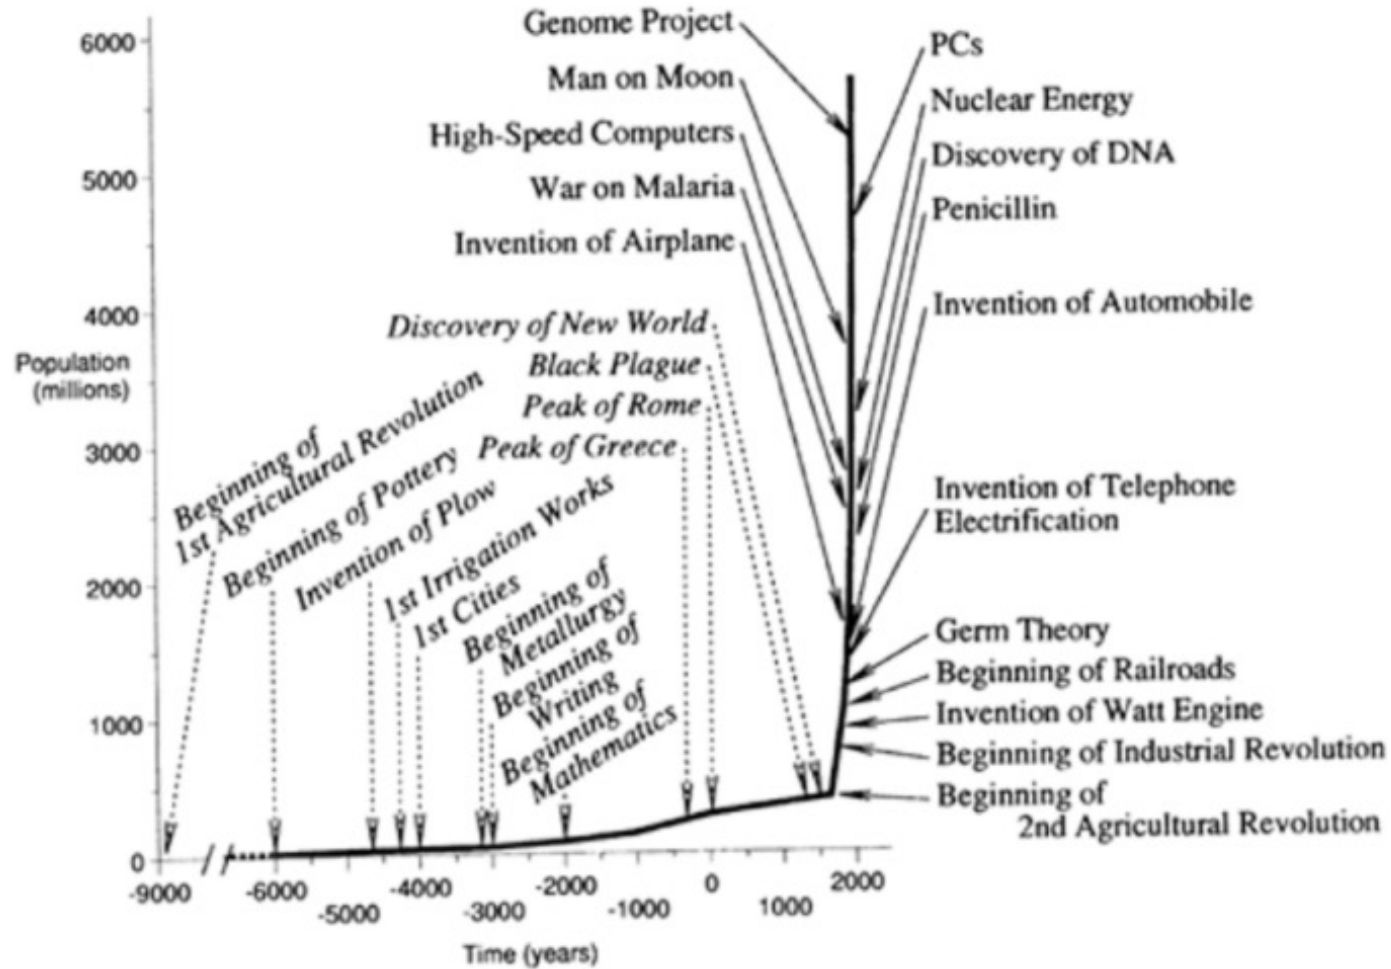 6000
5000
4000
3000
2000
1000
0
Population
(millions)
Genome Project
Man on Moon
High-Speed Computers
War on Malaria
Invention of Airplane
Discovery of New World
Black Plague
Peak of Rome
Peak of Greece
Beginning of
1st Agricultural Revolution
Beginning of Pottery
Invention of Plow
1st Irrigation Works
1st Cities
Beginning of
Metallurgy
Beginning of
Writing
Beginning of
Mathematics
PCs
Nuclear Energy
Discovery of DNA
Penicillin
Invention of Automobile
Invention of Telephone
Electrification
Germ Theory
Beginning of Railroads
Invention of Watt Engine
Beginning of Industrial Revolution
Beginning of
2nd Agricultural Revolution
-9000
-6000
-5000
-4000
-3000
-2000
-1000
0
1000
2000
Time (years)